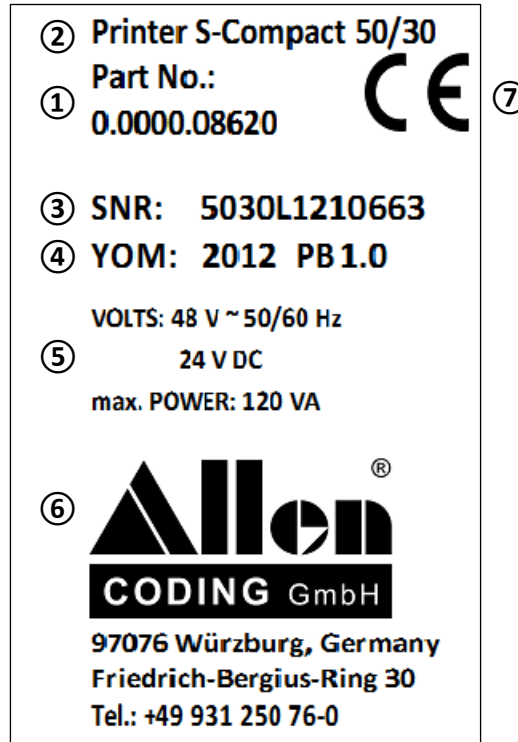 ② Printer S-Compact 50/30
Part No.:
① 0.0000.08620
CE ⑦
③ SNR: 5030L1210663
④ YOM: 2012 PB1.0
VOLTS: 48 V ~ 50/60 Hz
⑤ 24 V DC
max. POWER: 120 VA
⑥ Allen ®
CODING GmbH
97076 Würzburg, Germany
Friedrich-Bergius-Ring 30
Tel.: +49 931 250 76-0